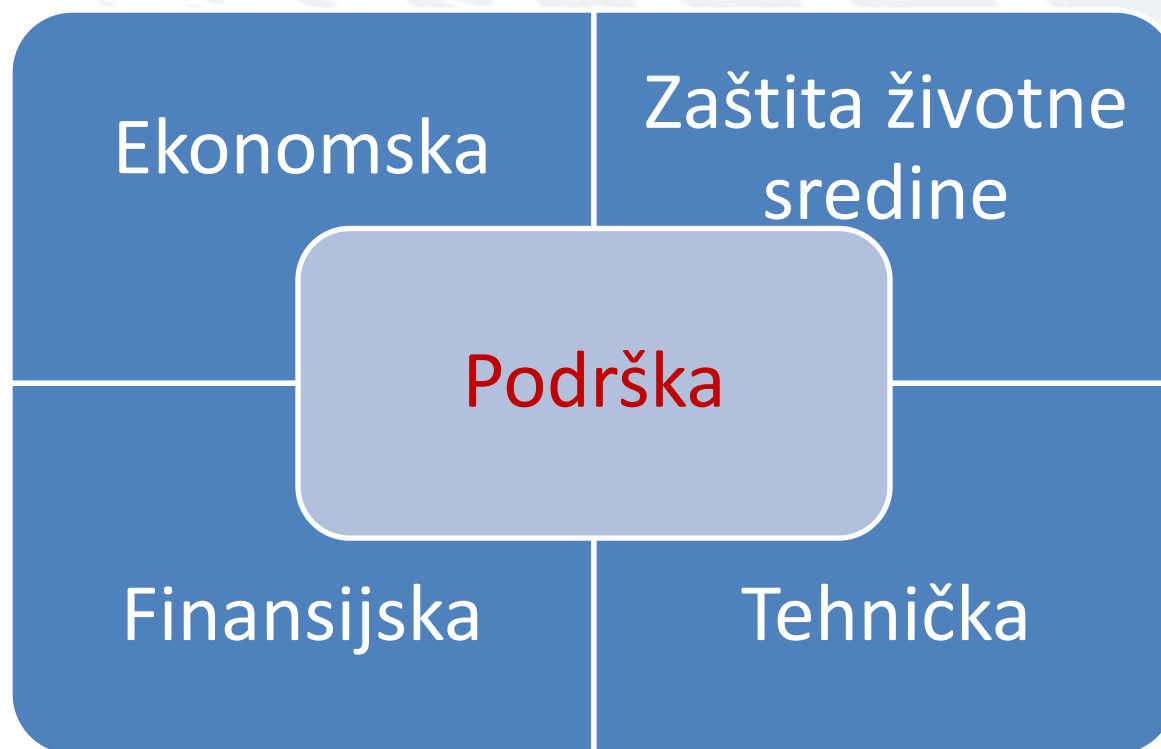 Ekonomska
Zaštita životne
sredine
Podrška
Finansijska
Tehnička